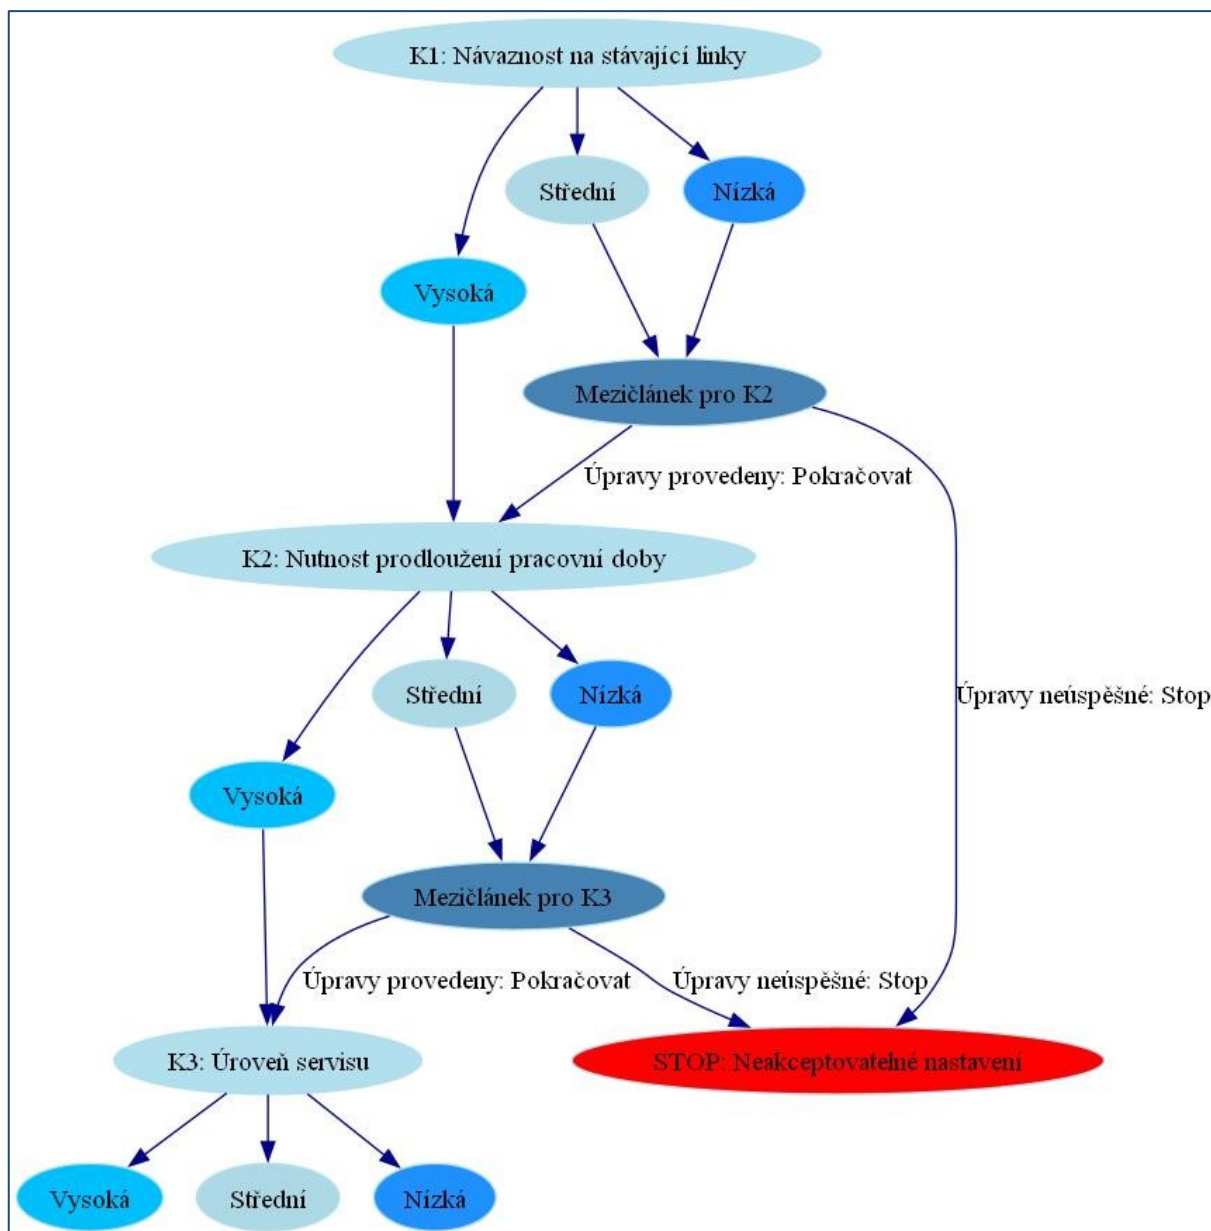 K1: Návaznost na stávající linky
Střední
Nízká
Vysoká
Mezičlánek pro K2
Úpravy provedeny: Pokračovat
K2: Nutnost prodloužení pracovní doby
Střední
Nízká
Úpravy neúspěšné: Stop
Vysoká
Mezičlánek pro K3
Úpravy provedeny: Pokračovat
Úpravy neúspěšné: Stop
K3: Úroveň servisu
STOP: Neakceptovatelné nastavení
Vysoká
Střední
Nízká